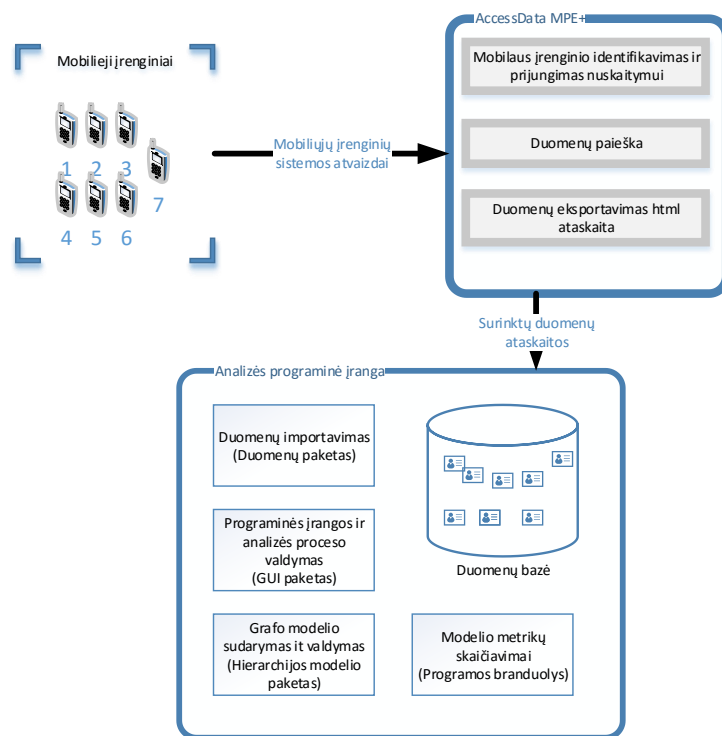 AccessData MPE+
Mobilieji įrenginiai
Mobilaus įrenginio identifikavimas ir
prijungimas nuskaitymui
1 2 3
7
4 5 6
Mobiliųjų įrenginių
sistemos atvaizdai
Duomenų paieška
Duomenų eksportavimas html
ataskaita
Surinktų duomenų
ataskaitos
Analizės programinė įranga
Duomenų importavimas
(Duomenų paketas)
Programinės įrangos ir
analizės proceso
valdymas
(GUI paketas)
Duomenų bazė
Grafo modelio
sudarymas it valdymas
(Hierarchijos modelio
paketas)
Modelio metrikų
skaičiavimai
(Programos branduolys)